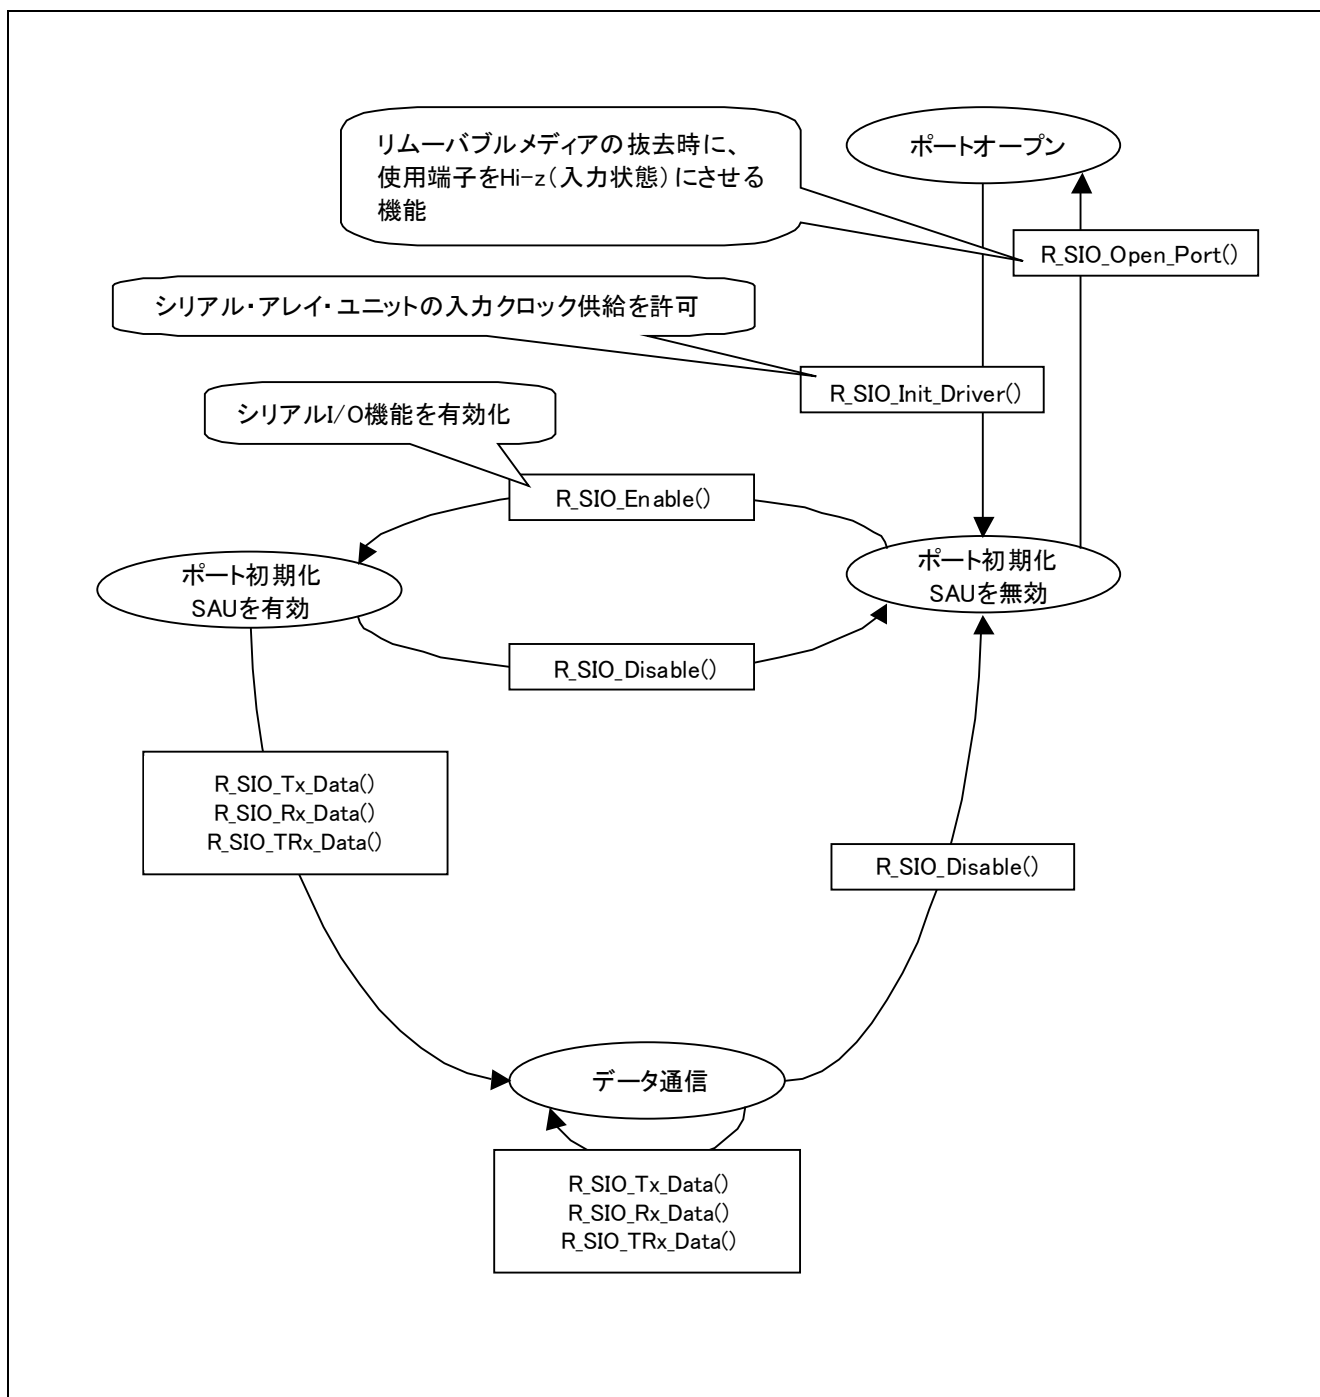 リムーバブルメディアの抜去時に、
使用端子をHi-z(入力状態)にさせる
機能
ポートオープン
R_SIO_Open_Port()
シリアル・アレイ・ユニットの入力クロック供給を許可
R_SIO_Init_Driver()
シリアルI/O機能を有効化
R_SIO_Enable()
ポート初期化
SAUを有効
ポート初期化
SAUを無効
R_SIO_Disable()
R_SIO_Tx_Data()
R_SIO_Rx_Data()
R_SIO_TRx_Data()
R_SIO_Disable()
データ通信
R_SIO_Tx_Data()
R_SIO_Rx_Data()
R_SIO_TRx_Data()